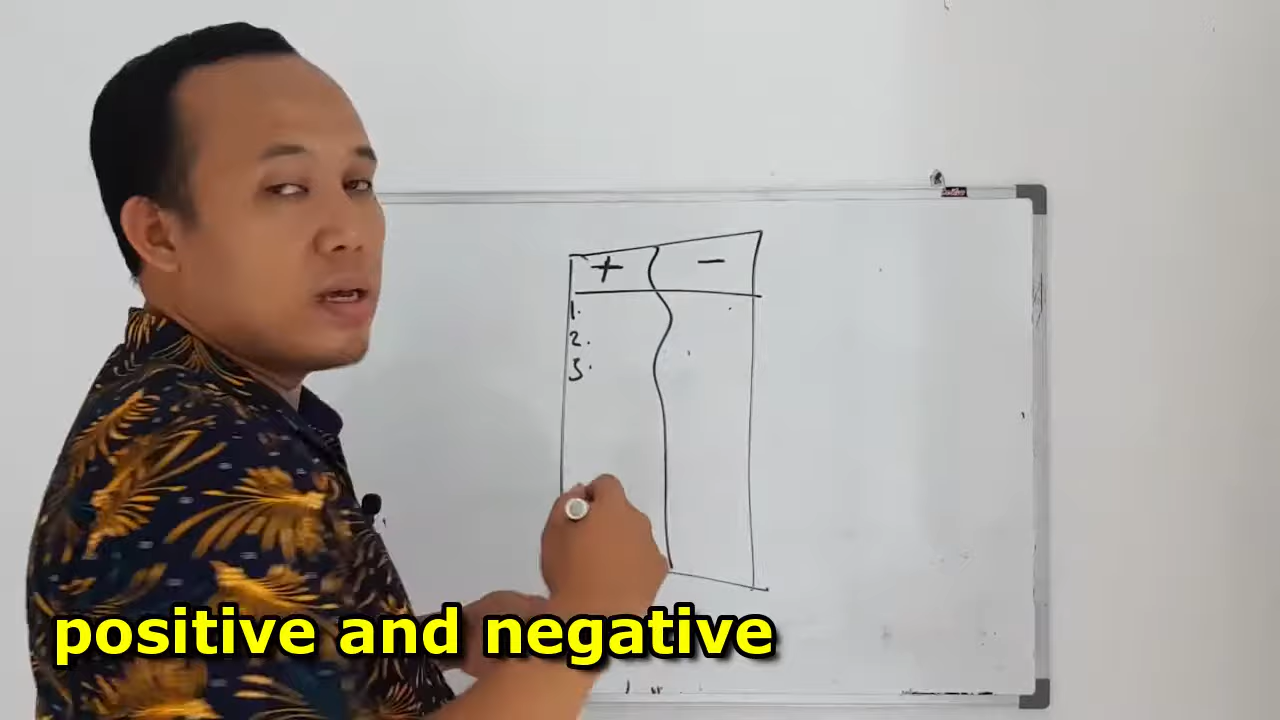 + -
1.
2.
3.
positive and negative